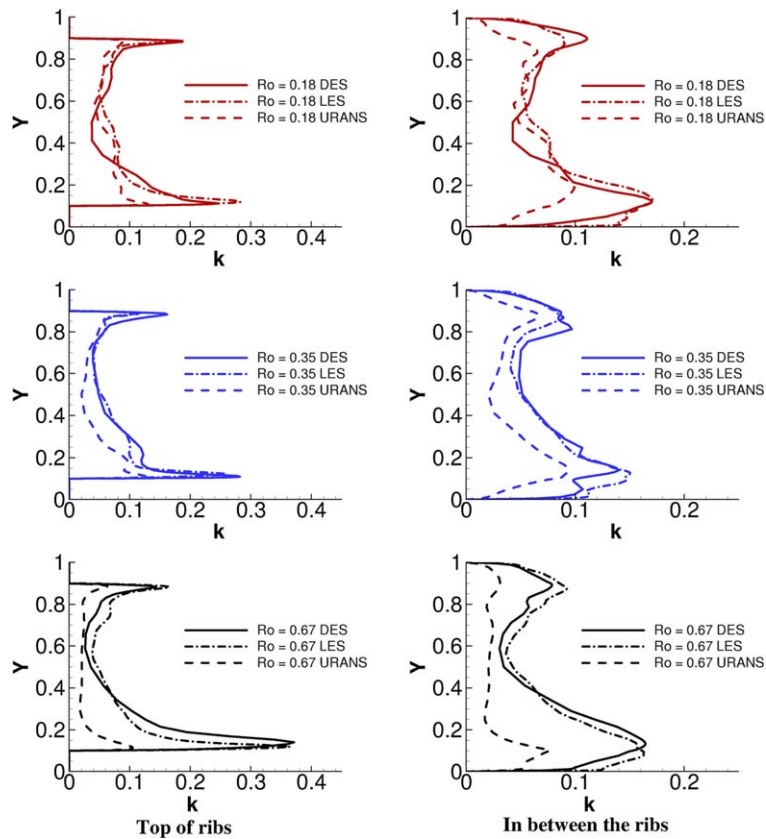 1
0.8
0.6
Y
0.4
0.2
0
0 0.1 0.2 0.3 0.4
k
Ro = 0.18 DES
Ro = 0.18 LES
Ro = 0.18 URANS
1
0.8
0.6
Y
0.4
0.2
0
0 0.1 0.2
k
Ro = 0.18 DES
Ro = 0.18 LES
Ro = 0.18 URANS
1
0.8
0.6
Y
0.4
0.2
0
0 0.1 0.2 0.3 0.4
k
Ro = 0.35 DES
Ro = 0.35 LES
Ro = 0.35 URANS
1
0.8
0.6
Y
0.4
0.2
0
0 0.1 0.2
k
Ro = 0.35 DES
Ro = 0.35 LES
Ro = 0.35 URANS
1
0.8
0.6
Y
0.4
0.2
0
0 0.1 0.2 0.3 0.4
k
Ro = 0.67 DES
Ro = 0.67 LES
Ro = 0.67 URANS
Top of ribs
1
0.8
0.6
Y
0.4
0.2
0
0 0.1 0.2
k
Ro = 0.67 DES
Ro = 0.67 LES
Ro = 0.67 URANS
In between the ribs